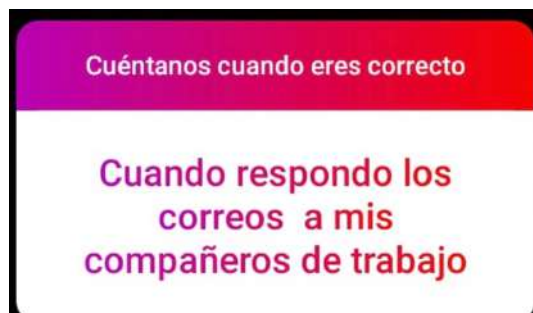 Cuéntanos cuando eres correcto
Cuando respondo los
correos a mis
compañeros de trabajo